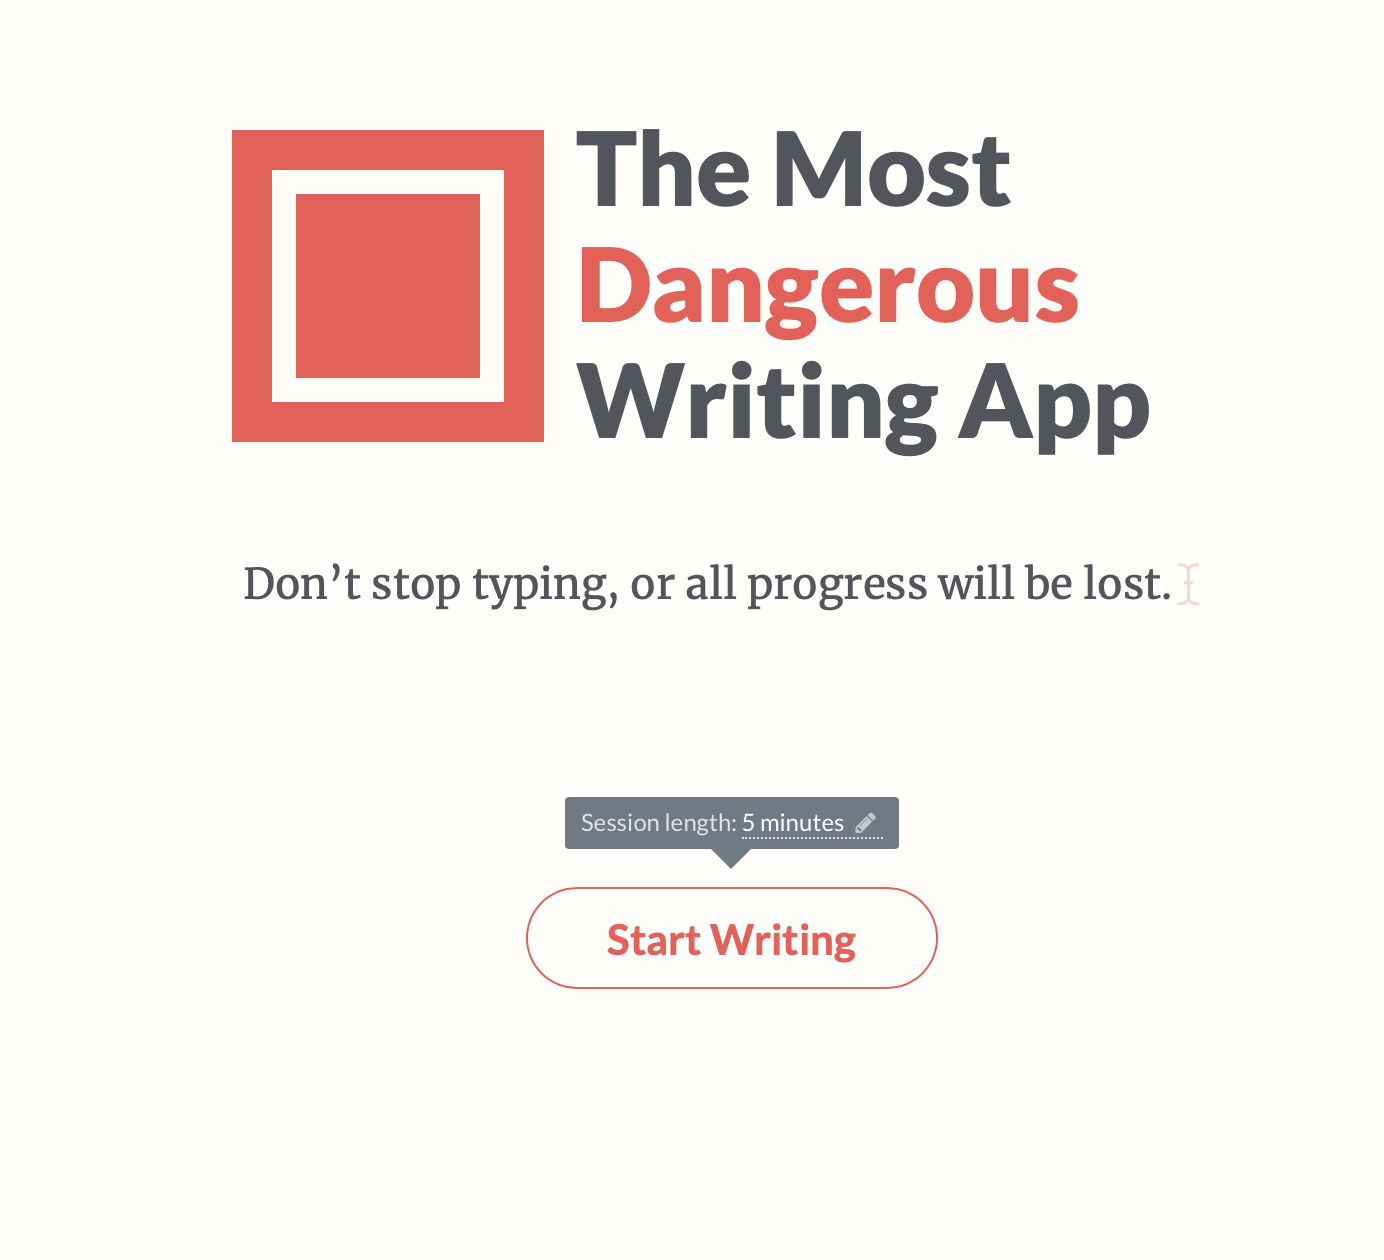 The Most
Dangerous
Writing App
Don’t stop typing, or all progress will be lost.
Session length: 5 minutes
Start Writing